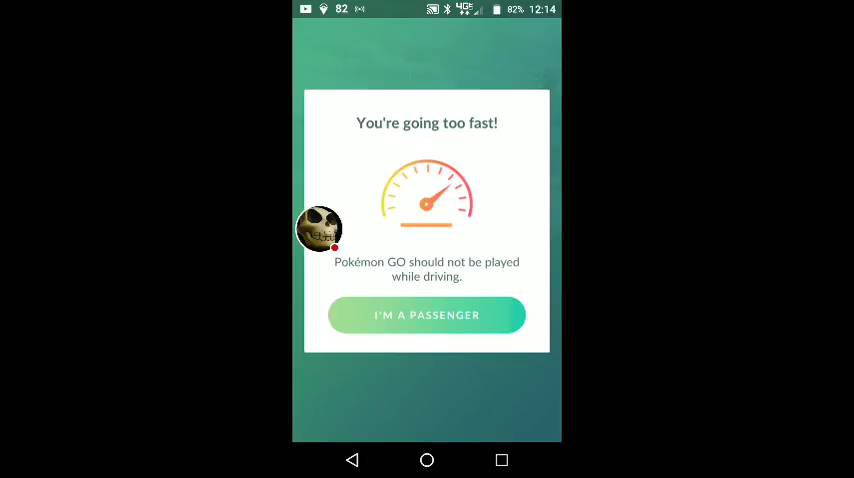 82 4G 82% 12:14
You're going too fast!
Pokémon GO should not be played
while driving.
I'M A PASSENGER